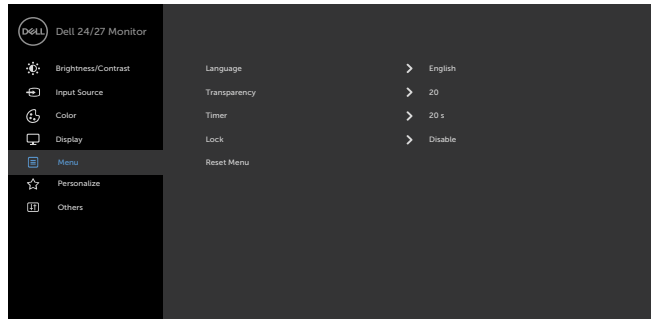 DELL Dell 24/27 Monitor
Brightness/Contrast
Input Source
Color
Display
Menu
Personalize
Others
Language > English
Transparency > 20
Timer > 20 s
Lock > Disable
Reset Menu